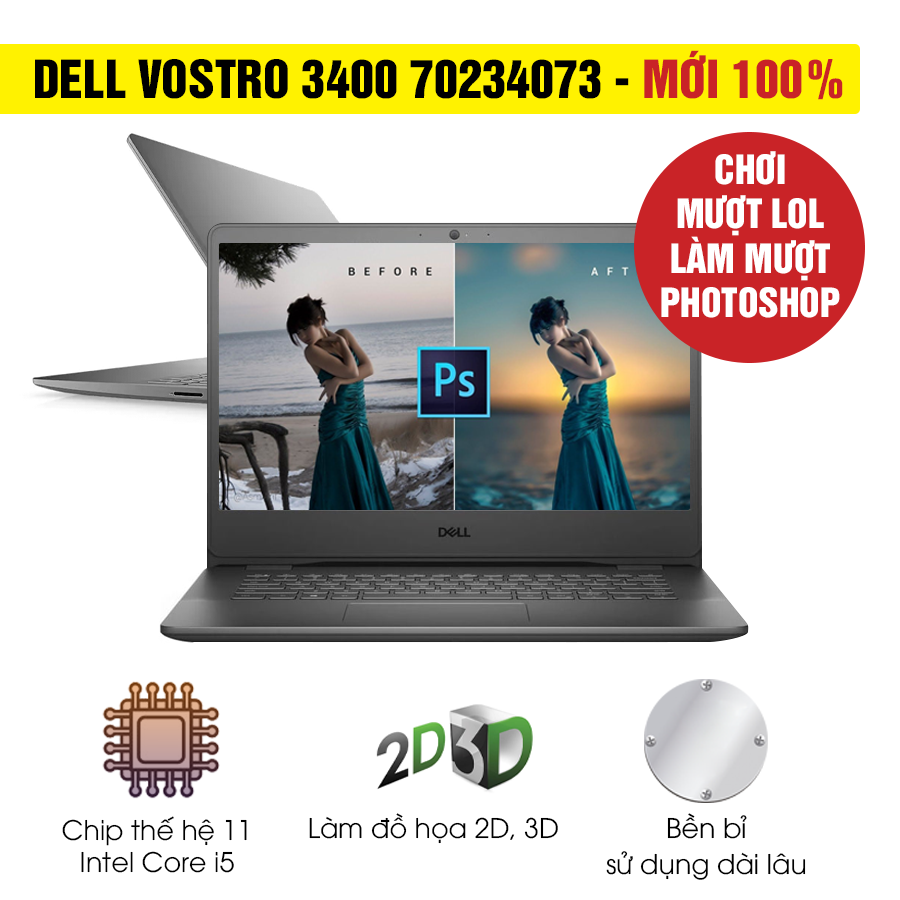 DELL VOSTRO 3400 70234073 - MỚI 100%
CHƠI
MƯỢT LOL
LÀM MƯỢT
PHOTOSHOP
BEFORE
AFT
Ps
DELL
2D3D
Chip thế hệ 11
Intel Core i5
Làm đồ họa 2D, 3D
Bền bỉ
sử dụng dài lâu